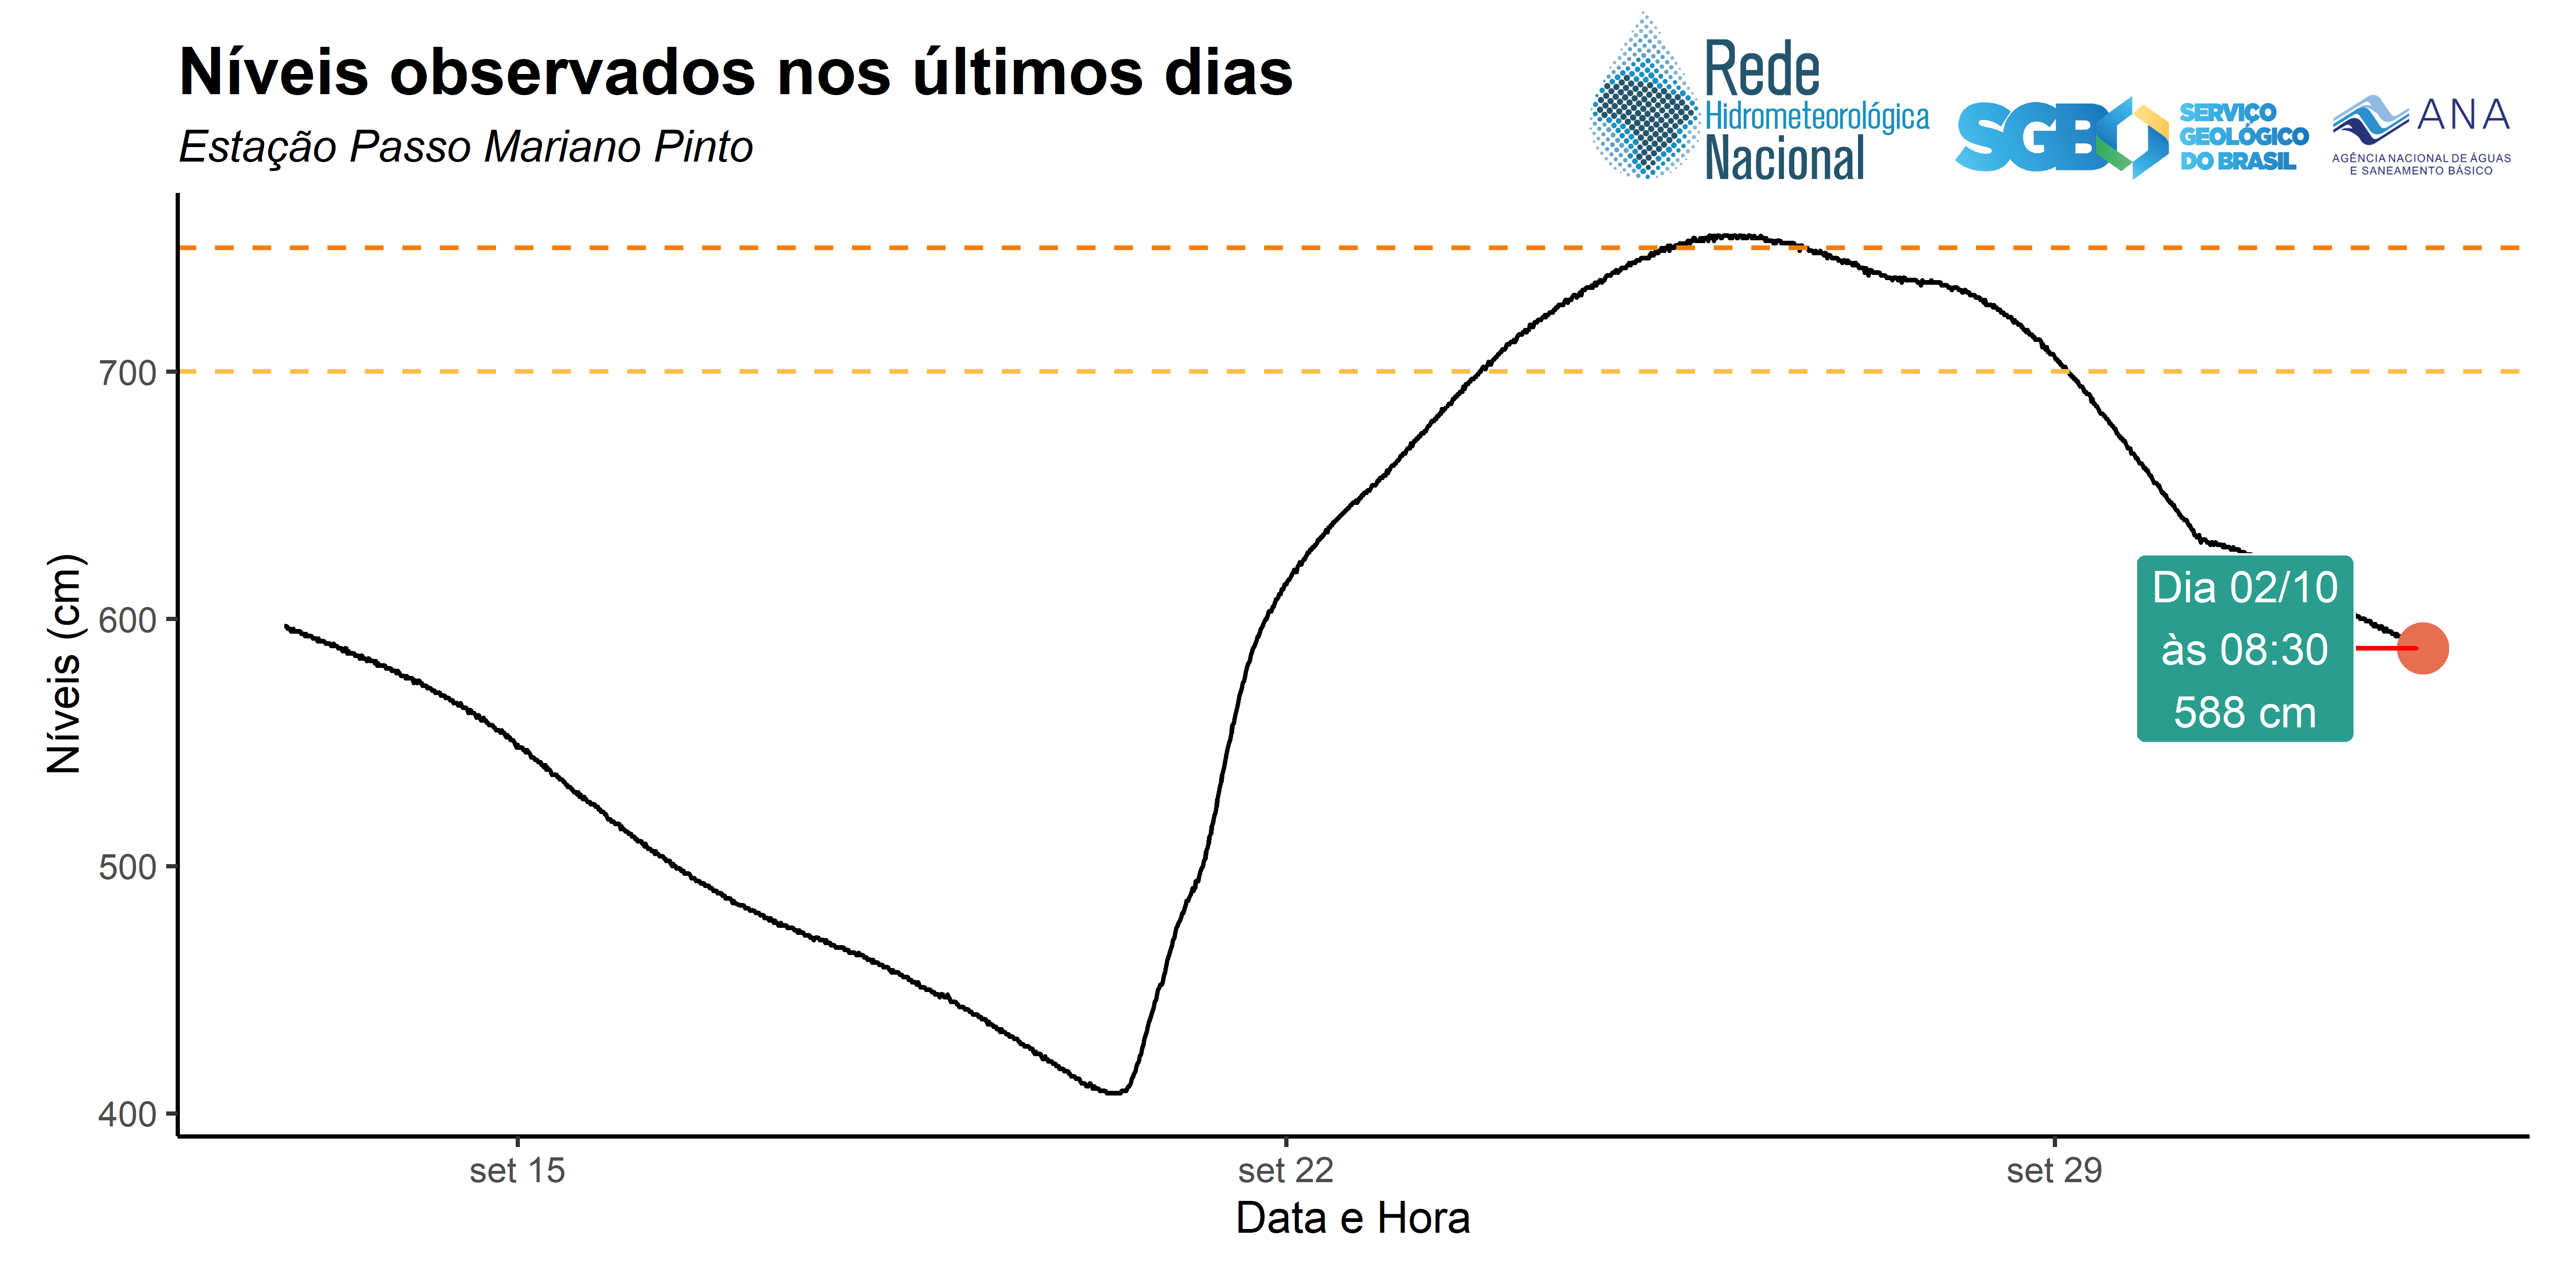 Níveis observados nos últimos dias
Estação Passo Mariano Pinto
Rede
Hidrometeorológica
Nacional
SGB
SERVIÇO
GEOLÓGICO
DO BRASIL
ANA
AGÊNCIA NACIONAL DE ÁGUAS
E SANEAMENTO BÁSICO
Níveis (cm)
700
600
500
400
Dia 02/10
às 08:30
588 cm
set 15
set 22
set 29
Data e Hora